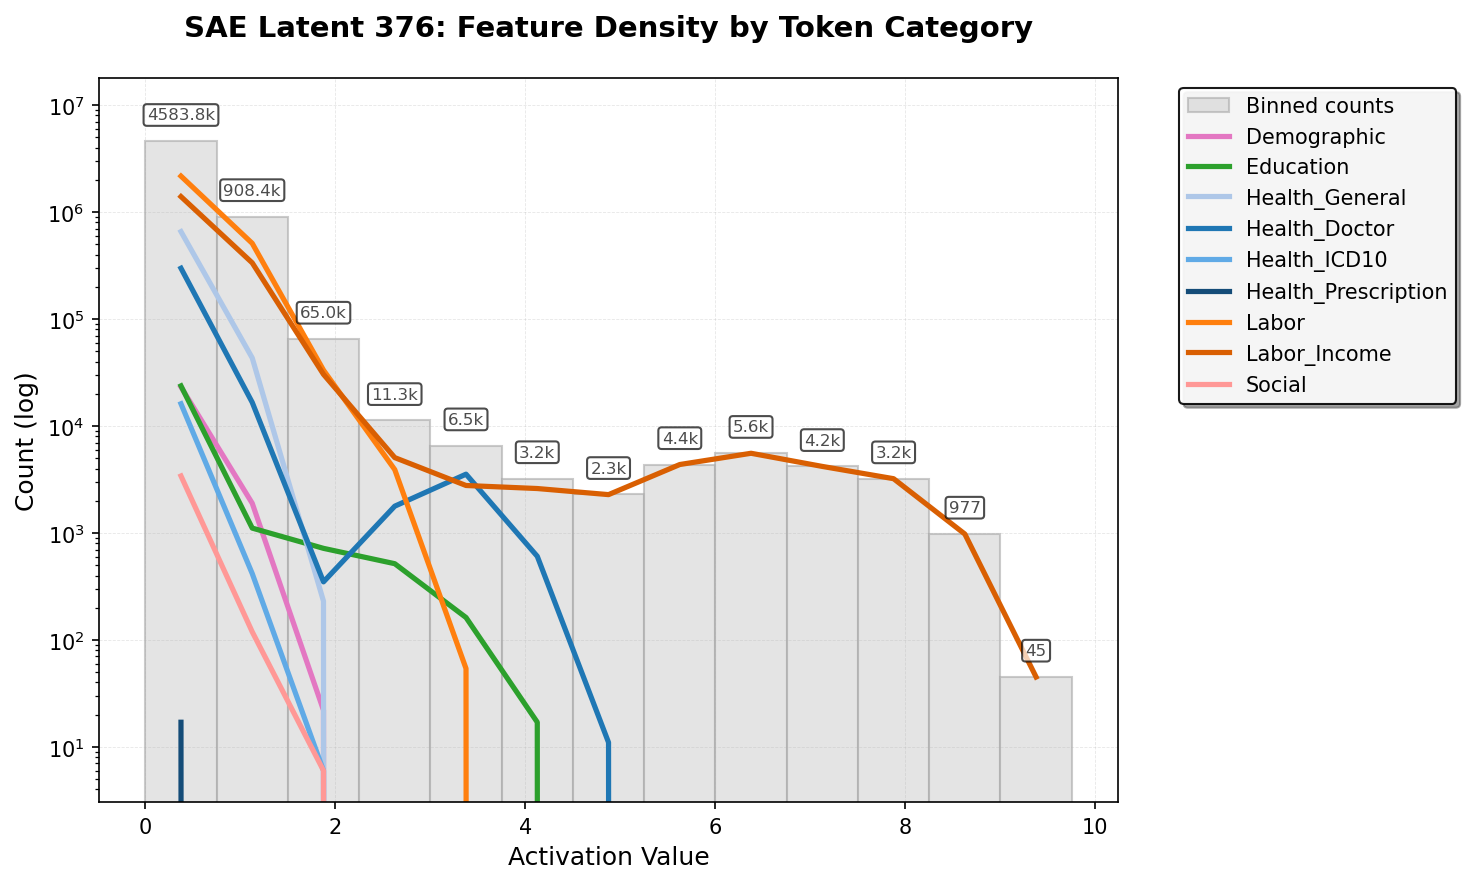 SAE Latent 376: Feature Density by Token Category
Count (log)
10⁷
10⁶
10⁵
10⁴
10³
10²
10¹
4583.8k
908.4k
65.0k
11.3k
6.5k
3.2k
2.3k
4.4k
5.6k
4.2k
3.2k
977
45
0
2
4
6
8
10
Activation Value
Binned counts
Demographic
Education
Health_General
Health_Doctor
Health_ICD10
Health_Prescription
Labor
Labor_Income
Social